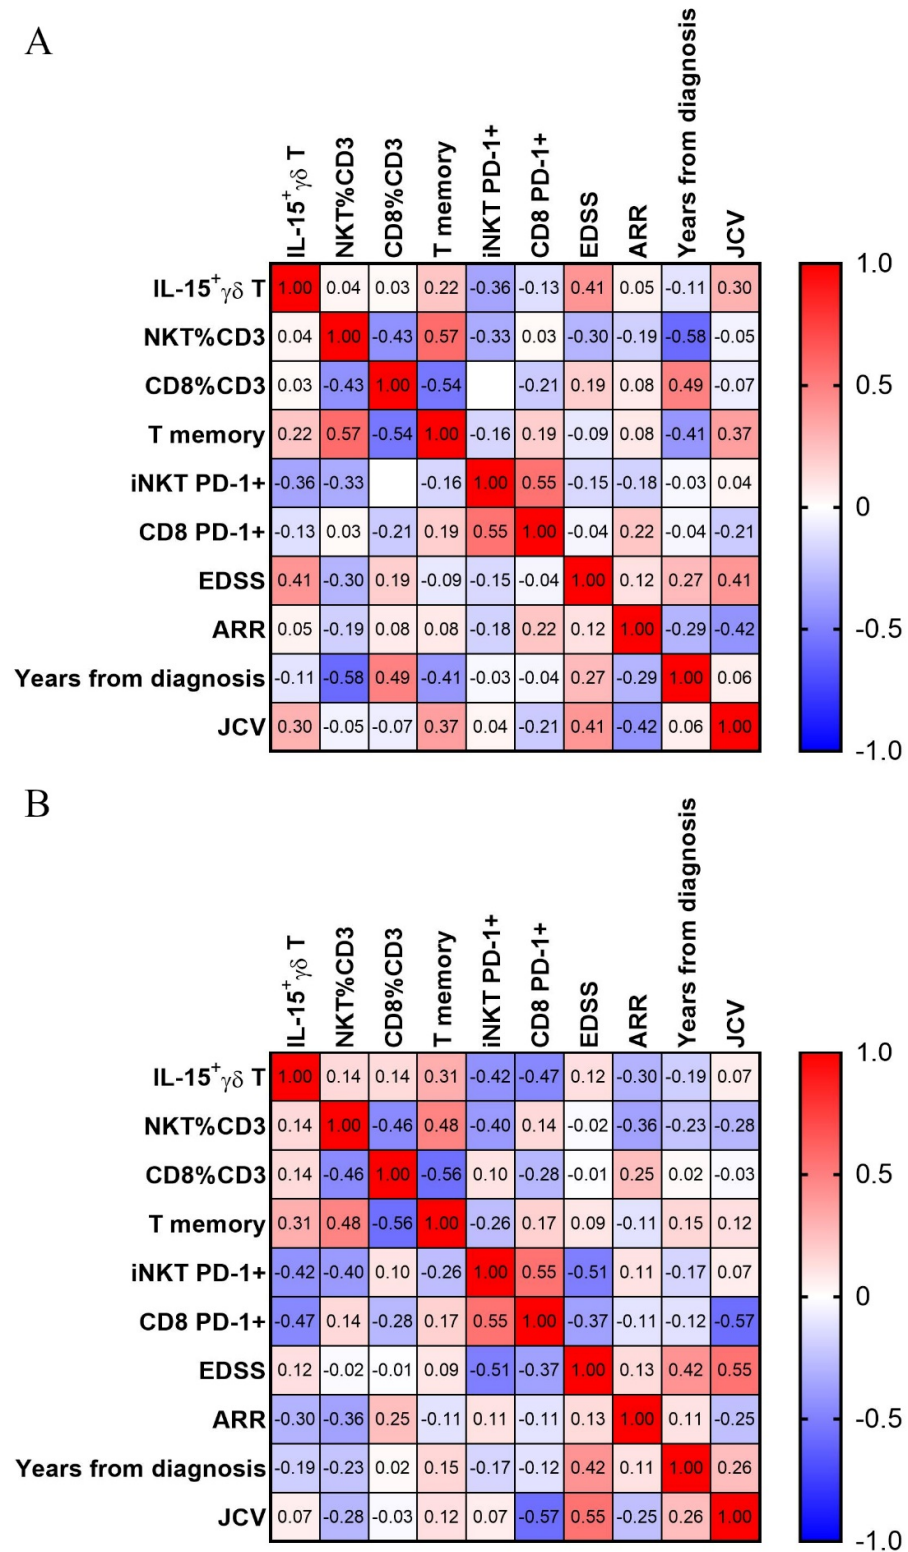 A
IL-15+γδ T NKT%CD3 CD8%CD3 T memory iNKT PD-1+ CD8 PD-1+ EDSS ARR Years from diagnosis JCV
IL-15+γδ T 1.00 0.04 0.03 0.22 -0.36 -0.13 0.41 0.05 -0.11 0.30
NKT%CD3 0.04 1.00 -0.43 0.57 -0.33 0.03 -0.30 -0.19 -0.58 -0.05
CD8%CD3 0.03 -0.43 1.00 -0.54 -0.21 0.19 0.08 0.49 -0.07
T memory 0.22 0.57 -0.54 1.00 -0.16 0.19 -0.09 0.08 -0.41 0.37
iNKT PD-1+ -0.36 -0.33 -0.16 1.00 0.55 -0.15 -0.18 -0.03 0.04
CD8 PD-1+ -0.13 0.03 -0.21 0.19 0.55 1.00 -0.04 0.22 -0.04 -0.21
EDSS 0.41 -0.30 0.19 -0.09 -0.15 -0.04 1.00 0.12 0.27 0.41
ARR 0.05 -0.19 0.08 0.08 -0.18 0.22 0.12 1.00 -0.29 -0.42
Years from diagnosis -0.11 -0.58 0.49 -0.41 -0.03 -0.04 0.27 -0.29 1.00 0.06
JCV 0.30 -0.05 -0.07 0.37 0.04 -0.21 0.41 -0.42 0.06 1.00
1.0
0.5
0
-0.5
-1.0
B
IL-15+γδ T NKT%CD3 CD8%CD3 T memory iNKT PD-1+ CD8 PD-1+ EDSS ARR Years from diagnosis JCV
IL-15+γδ T 1.00 0.14 0.14 0.31 -0.42 -0.47 0.12 -0.30 -0.19 0.07
NKT%CD3 0.14 1.00 -0.46 0.48 -0.40 0.14 -0.02 -0.36 -0.23 -0.28
CD8%CD3 0.14 -0.46 1.00 -0.56 0.10 -0.28 -0.01 0.25 0.02 -0.03
T memory 0.31 0.48 -0.56 1.00 -0.26 0.17 0.09 -0.11 0.15 0.12
iNKT PD-1+ -0.42 -0.40 0.10 -0.26 1.00 0.55 -0.51 0.11 -0.17 0.07
CD8 PD-1+ -0.47 0.14 -0.28 0.17 0.55 1.00 -0.37 -0.11 -0.12 -0.57
EDSS 0.12 -0.02 -0.01 0.09 -0.51 -0.37 1.00 0.13 0.42 0.55
ARR -0.30 -0.36 0.25 -0.11 0.11 -0.11 0.13 1.00 0.11 -0.25
Years from diagnosis -0.19 -0.23 0.02 0.15 -0.17 -0.12 0.42 0.11 1.00 0.26
JCV 0.07 -0.28 -0.03 0.12 0.07 -0.57 0.55 -0.25 0.26 1.00
1.0
0.5
0
-0.5
-1.0